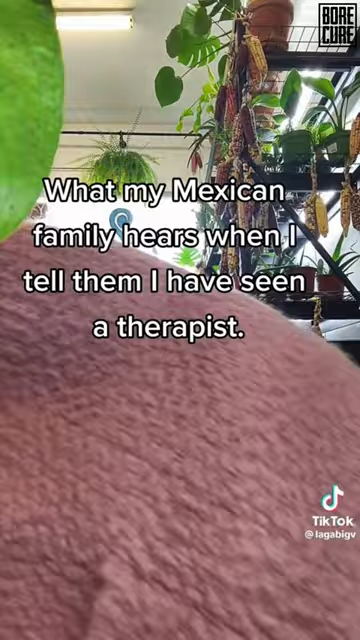 BORE
CURE
What my Mexican
family hears when I
tell them I have seen
a therapist.
TikTok
@lagabigv